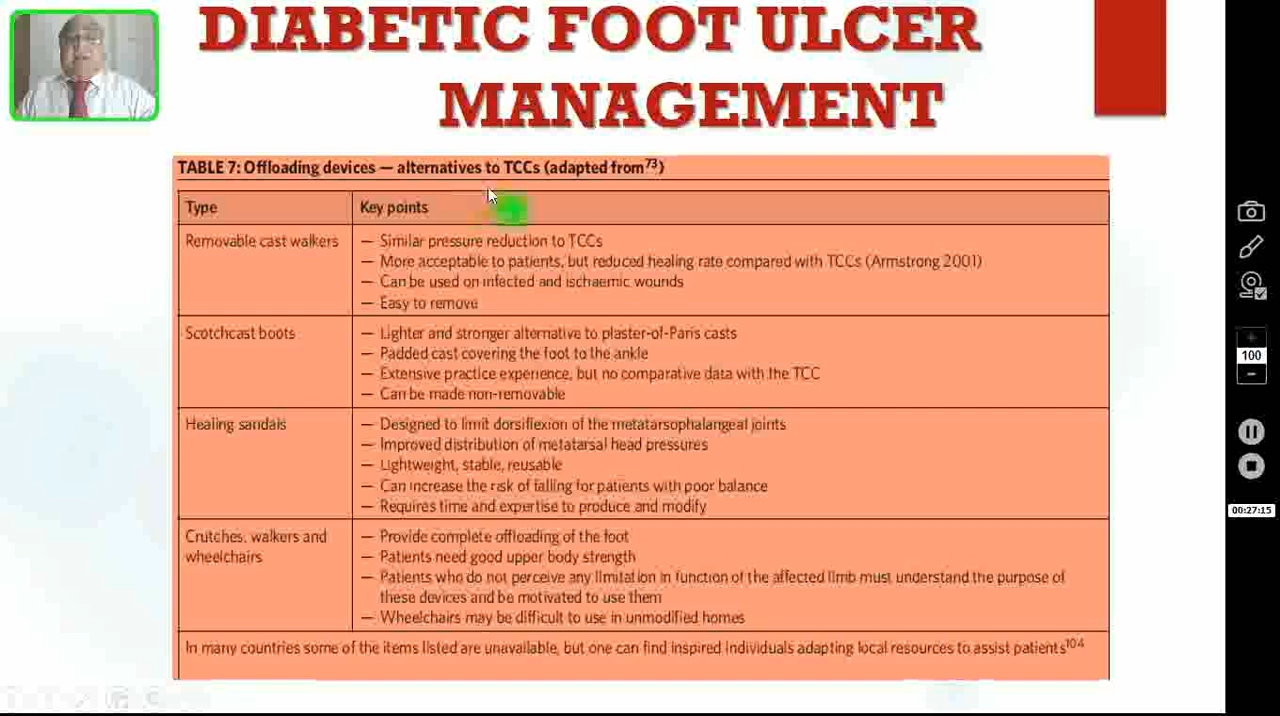 DIABETIC FOOT ULCER
MANAGEMENT
TABLE 7: Offloading devices — alternatives to TCCs (adapted from⁷³)
Type
Key points
Removable cast walkers
— Similar pressure reduction to TCCs
— More acceptable to patients, but reduced healing rate compared with TCCs (Armstrong 2001)
— Can be used on infected and ischaemic wounds
— Easy to remove
Scotchcast boots
— Lighter and stronger alternative to plaster-of-Paris casts
— Padded cast covering the foot to the ankle
— Extensive practice experience, but no comparative data with the TCC
— Can be made non-removable
Healing sandals
— Designed to limit dorsiflexion of the metatarsophalangeal joints
— Improved distribution of metatarsal head pressures
— Lightweight, stable, reusable
— Can increase the risk of falling for patients with poor balance
— Requires time and expertise to produce and modify
Crutches, walkers and
wheelchairs
— Provide complete offloading of the foot
— Patients need good upper body strength
— Patients who do not perceive any limitation in function of the affected limb must understand the purpose of
these devices and be motivated to use them
— Wheelchairs may be difficult to use in unmodified homes
In many countries some of the items listed are unavailable, but one can find inspired individuals adapting local resources to assist patients¹⁰⁴
100
00:27:15